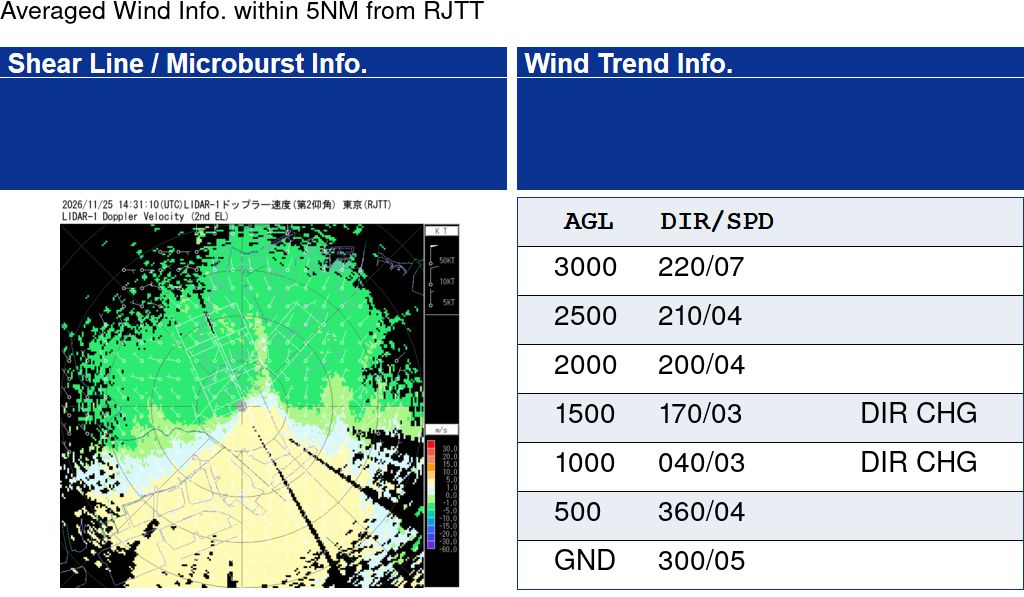 Averaged Wind Info. within 5NM from RJTT
Shear Line / Microburst Info.
Wind Trend Info.
2026/11/25 14:31:10(UTC)LIDAR-1ドップラー速度(第2仰角) 東京(RJTT)
LIDAR-1 Doppler Velocity (2nd EL)
KT
50KT
10KT
5KT
m/s
30.0
20.0
15.0
10.0
5.0
1.0
0.0
-1.0
-5.0
-10.0
-15.0
-20.0
-30.0
-60.0
AGL DIR/SPD
3000 220/07
2500 210/04
2000 200/04
1500 170/03 DIR CHG
1000 040/03 DIR CHG
500 360/04
GND 300/05